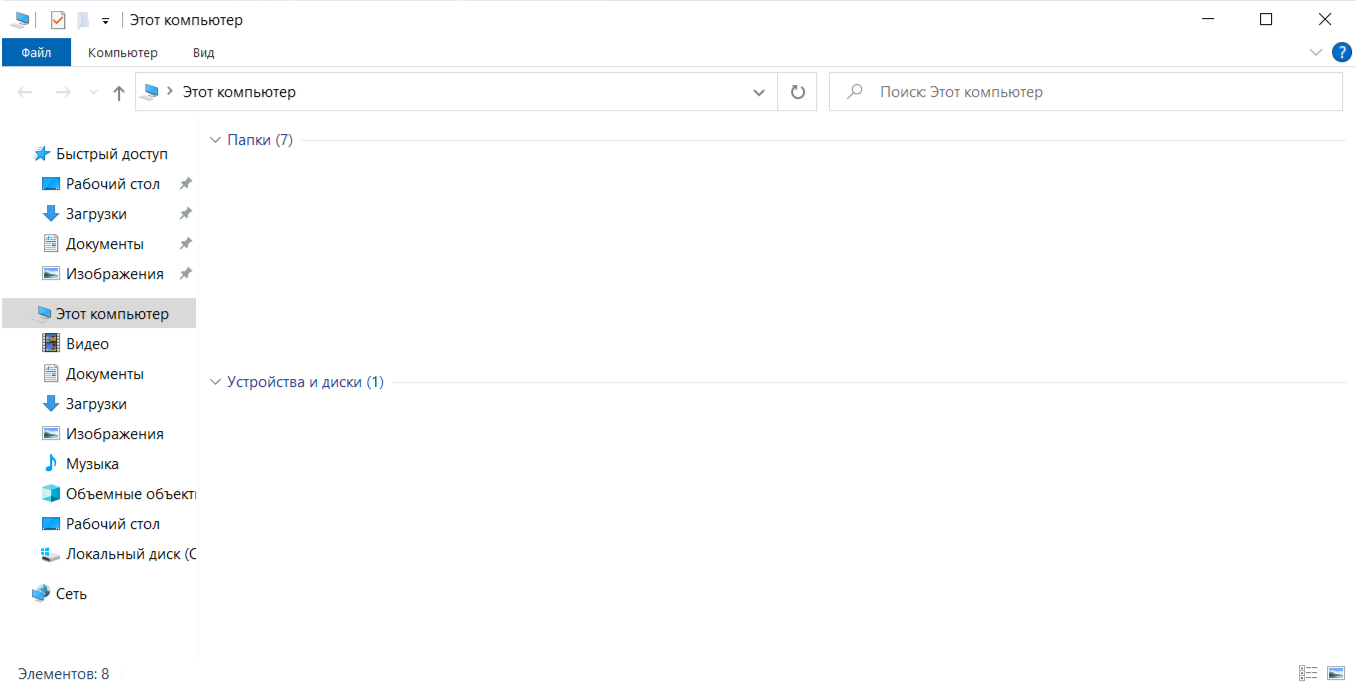 Этот компьютер
Файл Компьютер Вид ?
Этот компьютер Поиск: Этот компьютер
Папки (7)
Быстрый доступ
Рабочий стол
Загрузки
Документы
Изображения
Этот компьютер
Видео
Документы
Устройства и диски (1)
Загрузки
Изображения
Музыка
Объемные объект
Рабочий стол
Локальный диск (C
Сеть
Элементов: 8